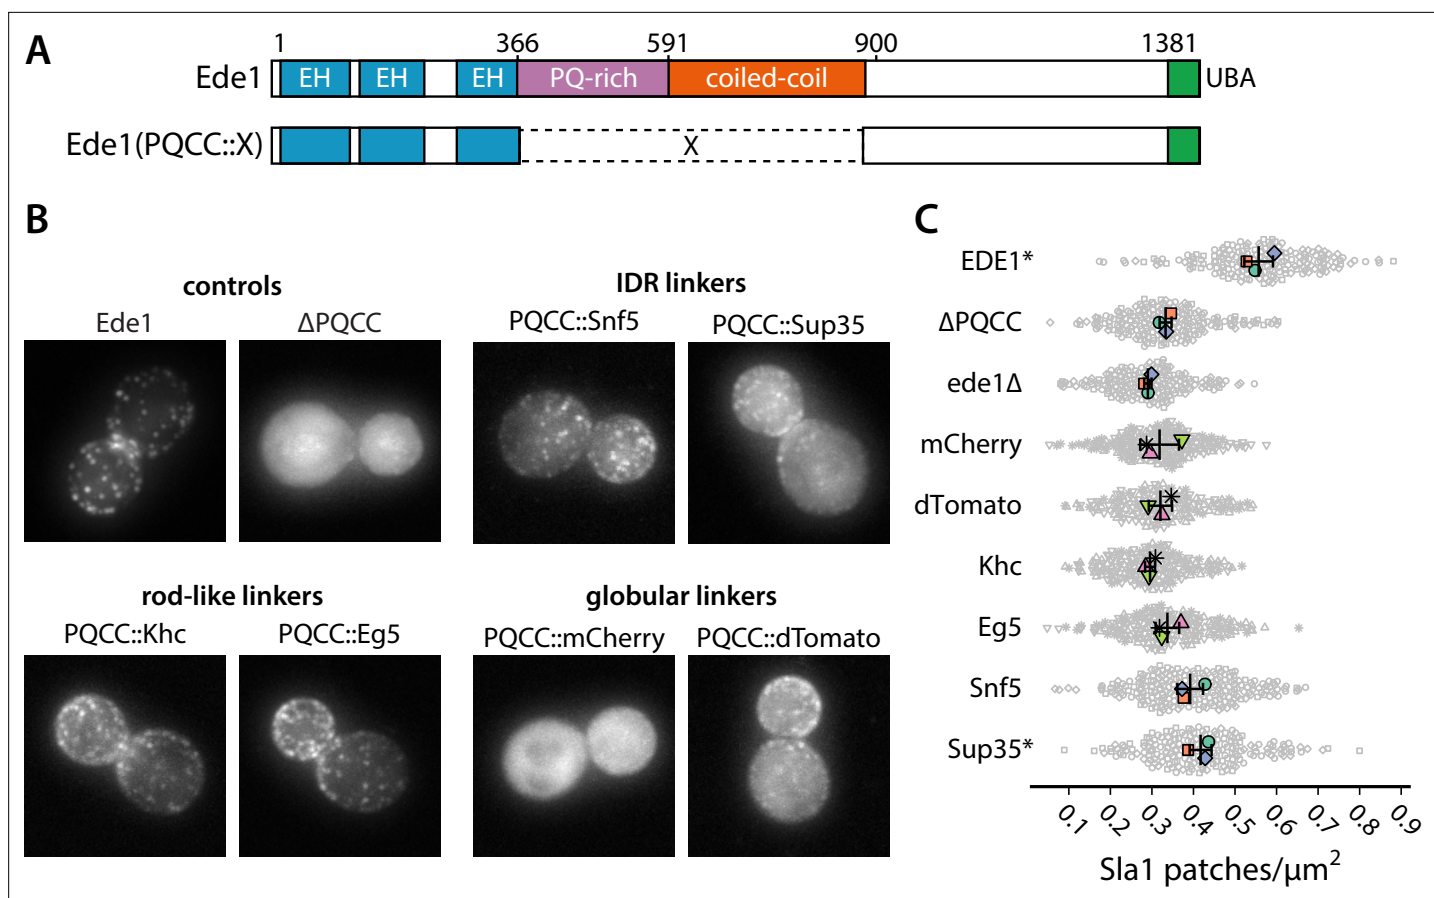 A
1 366 591 900 1381
Ede1 EH EH EH PQ-rich coiled-coil UBA
Ede1(PQCC::X) X
B
controls
Ede1 ΔPQCC
IDR linkers
PQCC::Snf5 PQCC::Sup35
rod-like linkers
PQCC::Khc PQCC::Eg5
globular linkers
PQCC::mCherry PQCC::dTomato
C
EDE1*
ΔPQCC
ede1Δ
mCherry
dTomato
Khc
Eg5
Snf5
Sup35*
0.1 0.2 0.3 0.4 0.5 0.6 0.7 0.8 0.9
Sla1 patches/μm²